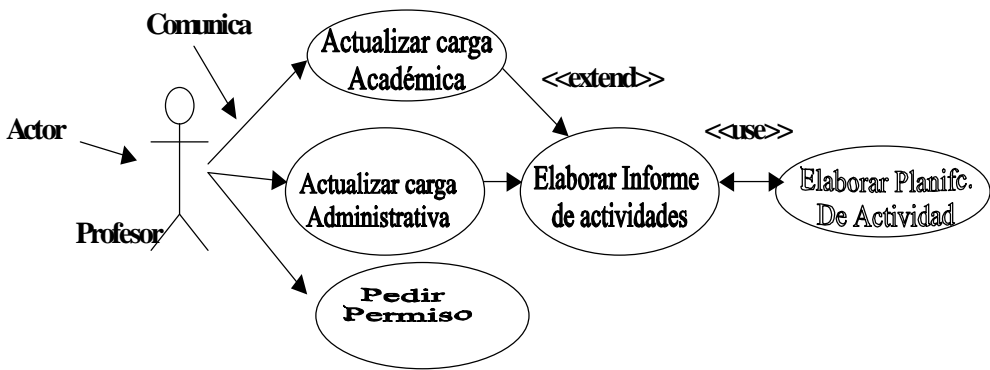 Comunica
Actualizar carga
Académica
<<extend>>
Actor
<<use>>
Actualizar carga
Administrativa
Elaborar Informe
de actividades
Elaborar Planifc.
De Actividad
Profesor
Pedir
Permiso